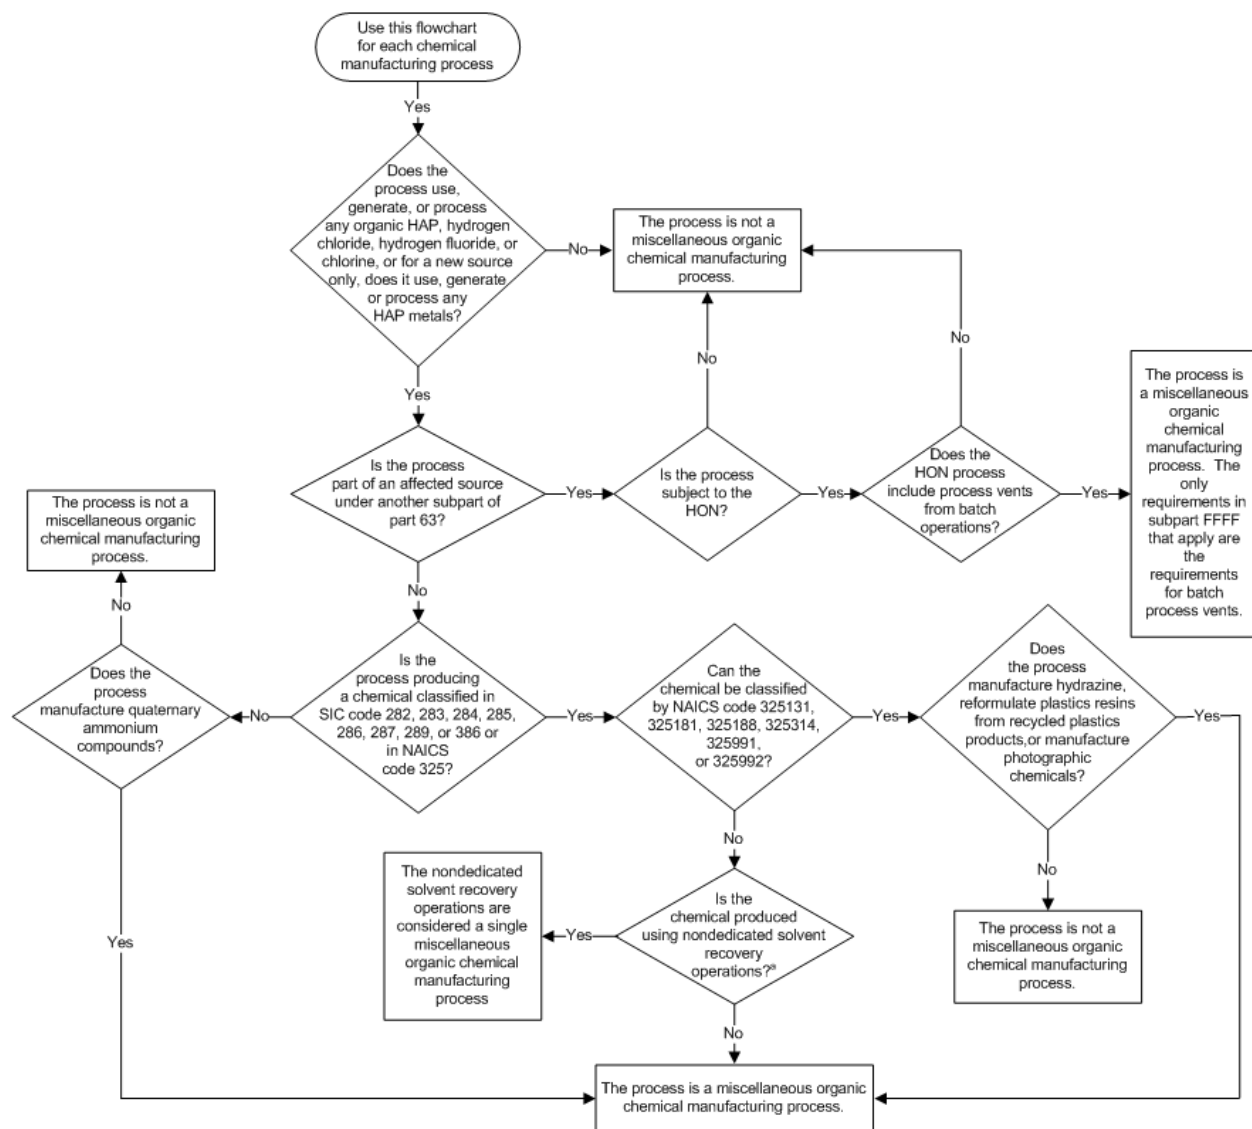 Use this flowchart
for each chemical
manufacturing process
Yes
Does the
process use,
generate, or process
any organic HAP, hydrogen
chloride, hydrogen fluoride, or
chlorine, or for a new source
only, does it use, generate
or process any
HAP metals?
No
The process is not a
miscellaneous organic
chemical manufacturing
process.
Yes
No
No
Is the process
part of an affected source
under another subpart of
part 63?
Yes
Is the process
subject to the
HON?
Yes
Does the
HON process
include process vents
from batch
operations?
Yes
The process is
a miscellaneous
organic
chemical
manufacturing
process. The
only
requirements in
subpart FFFF
that apply are
the
requirements
for batch
process vents.
The process is not a
miscellaneous organic
chemical manufacturing
process.
No
No
Does the
process
manufacture quaternary
ammonium
compounds?
No
Is the
process producing
a chemical classified in
SIC code 282, 283, 284, 285,
286, 287, 289, or 386 or
in NAICS
code 325?
Yes
Can the
chemical be classified
by NAICS code 325131,
325181, 325188, 325314,
325991,
or 325992?
Yes
Does
the process
manufacture hydrazine,
reformulate plastics resins
from recycled plastics
products,or manufacture
photographic
chemicals?
Yes
No
No
The nondedicated
solvent recovery
operations are
considered a single
miscellaneous
organic chemical
manufacturing
process
Yes
Is the
chemical produced
using nondedicated solvent
recovery
operations?ª
The process is not a
miscellaneous organic
chemical manufacturing
process.
Yes
No
The process is a miscellaneous organic
chemical manufacturing process.